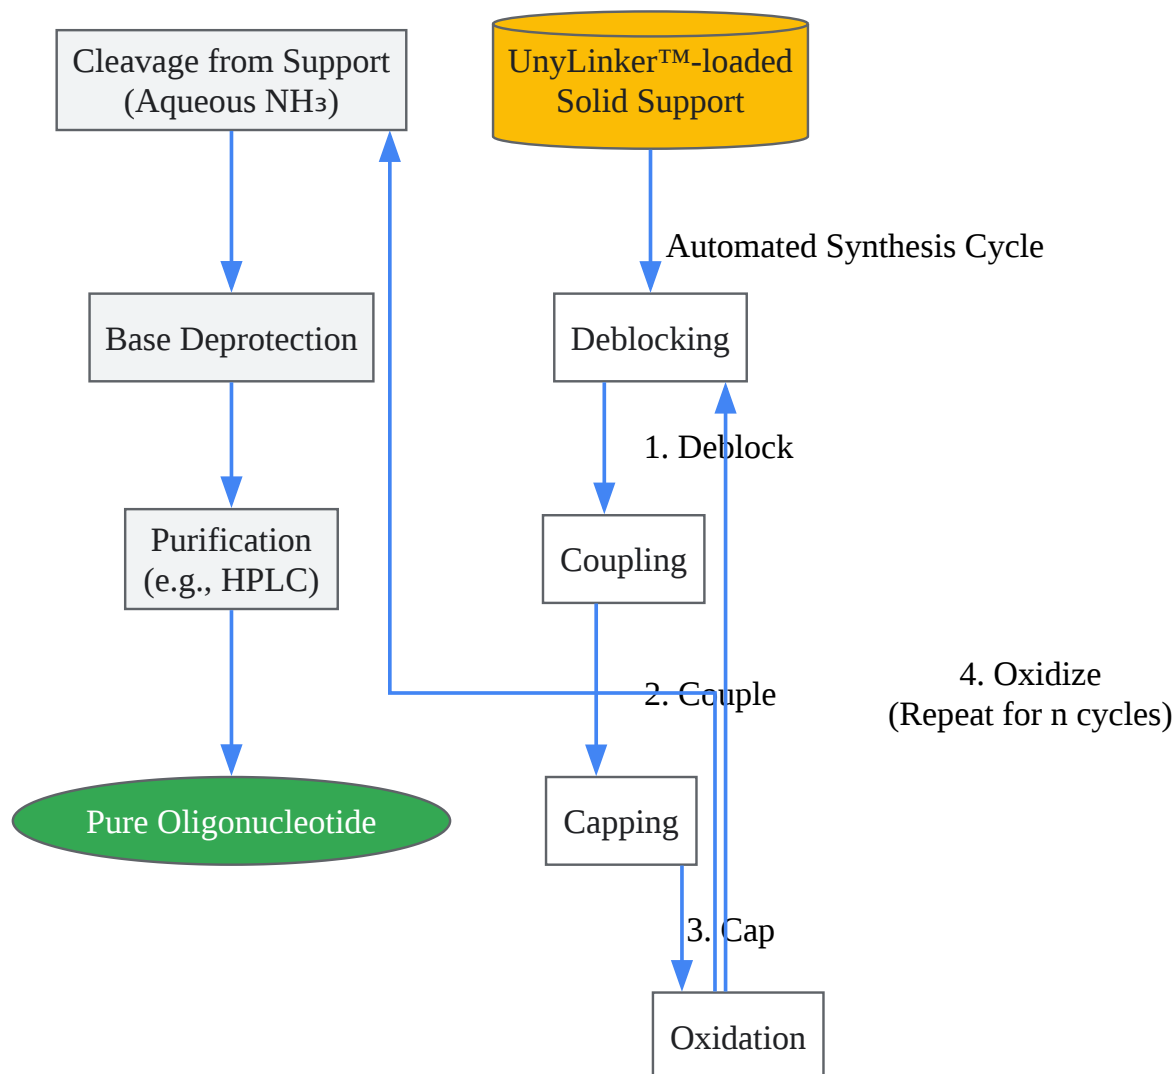 Cleavage from Support
(Aqueous NH₃)
UnyLinker™-loaded
Solid Support
Automated Synthesis Cycle
Base Deprotection
Deblocking
1. Deblock
Purification
(e.g., HPLC)
Coupling
2. Couple
4. Oxidize
(Repeat for n cycles)
Pure Oligonucleotide
Capping
3. Cap
Oxidation